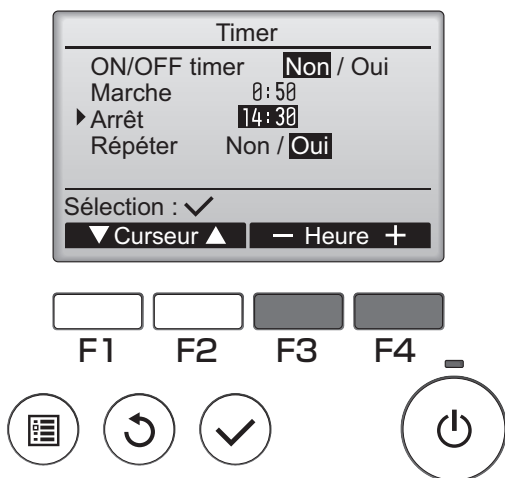 Timer
ON/OFF timer Non / Oui
Marche 0:50
Arrêt 14:30
Répéter Non / Oui
Sélection :
Curseur — Heure +
F1 F2 F3 F4